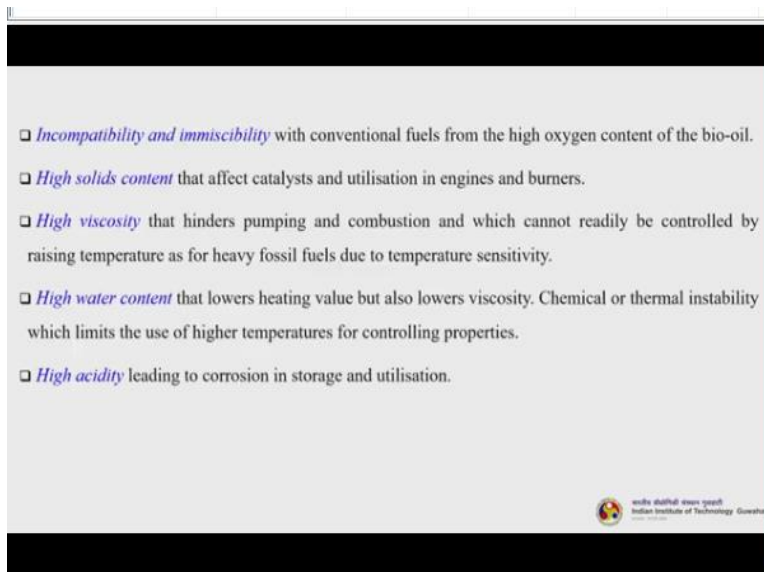 ❑ Incompatibility and immiscibility with conventional fuels from the high oxygen content of the bio-oil.
❑ High solids content that affect catalysts and utilisation in engines and burners.
❑ High viscosity that hinders pumping and combustion and which cannot readily be controlled by
raising temperature as for heavy fossil fuels due to temperature sensitivity.
❑ High water content that lowers heating value but also lowers viscosity. Chemical or thermal instability
which limits the use of higher temperatures for controlling properties.
❑ High acidity leading to corrosion in storage and utilisation.
Indian Institute of Technology Guwaha